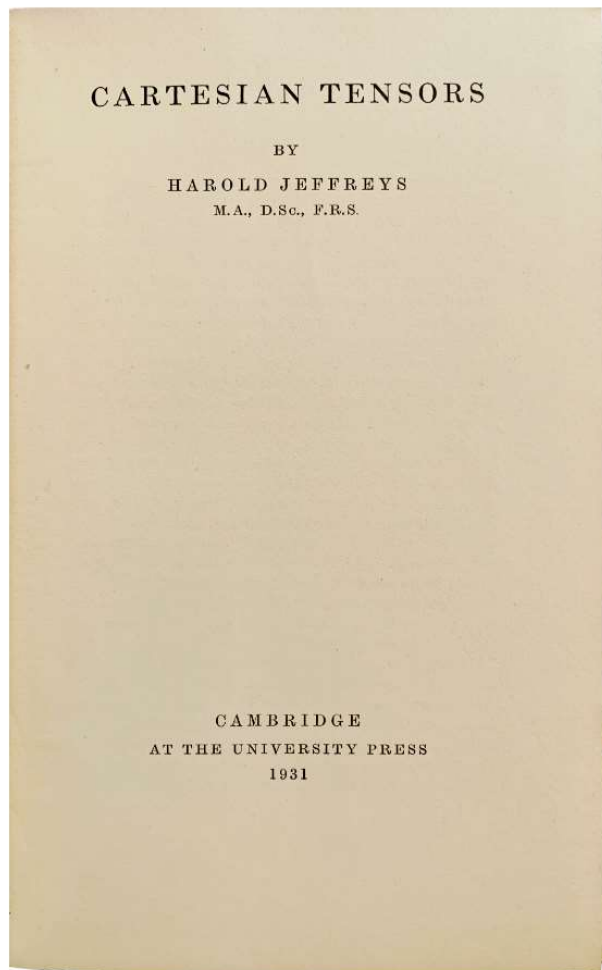 CARTESIAN TENSORS
BY
HAROLD JEFFREYS
M.A., D.Sc., F.R.S.
CAMBRIDGE
AT THE UNIVERSITY PRESS
1931